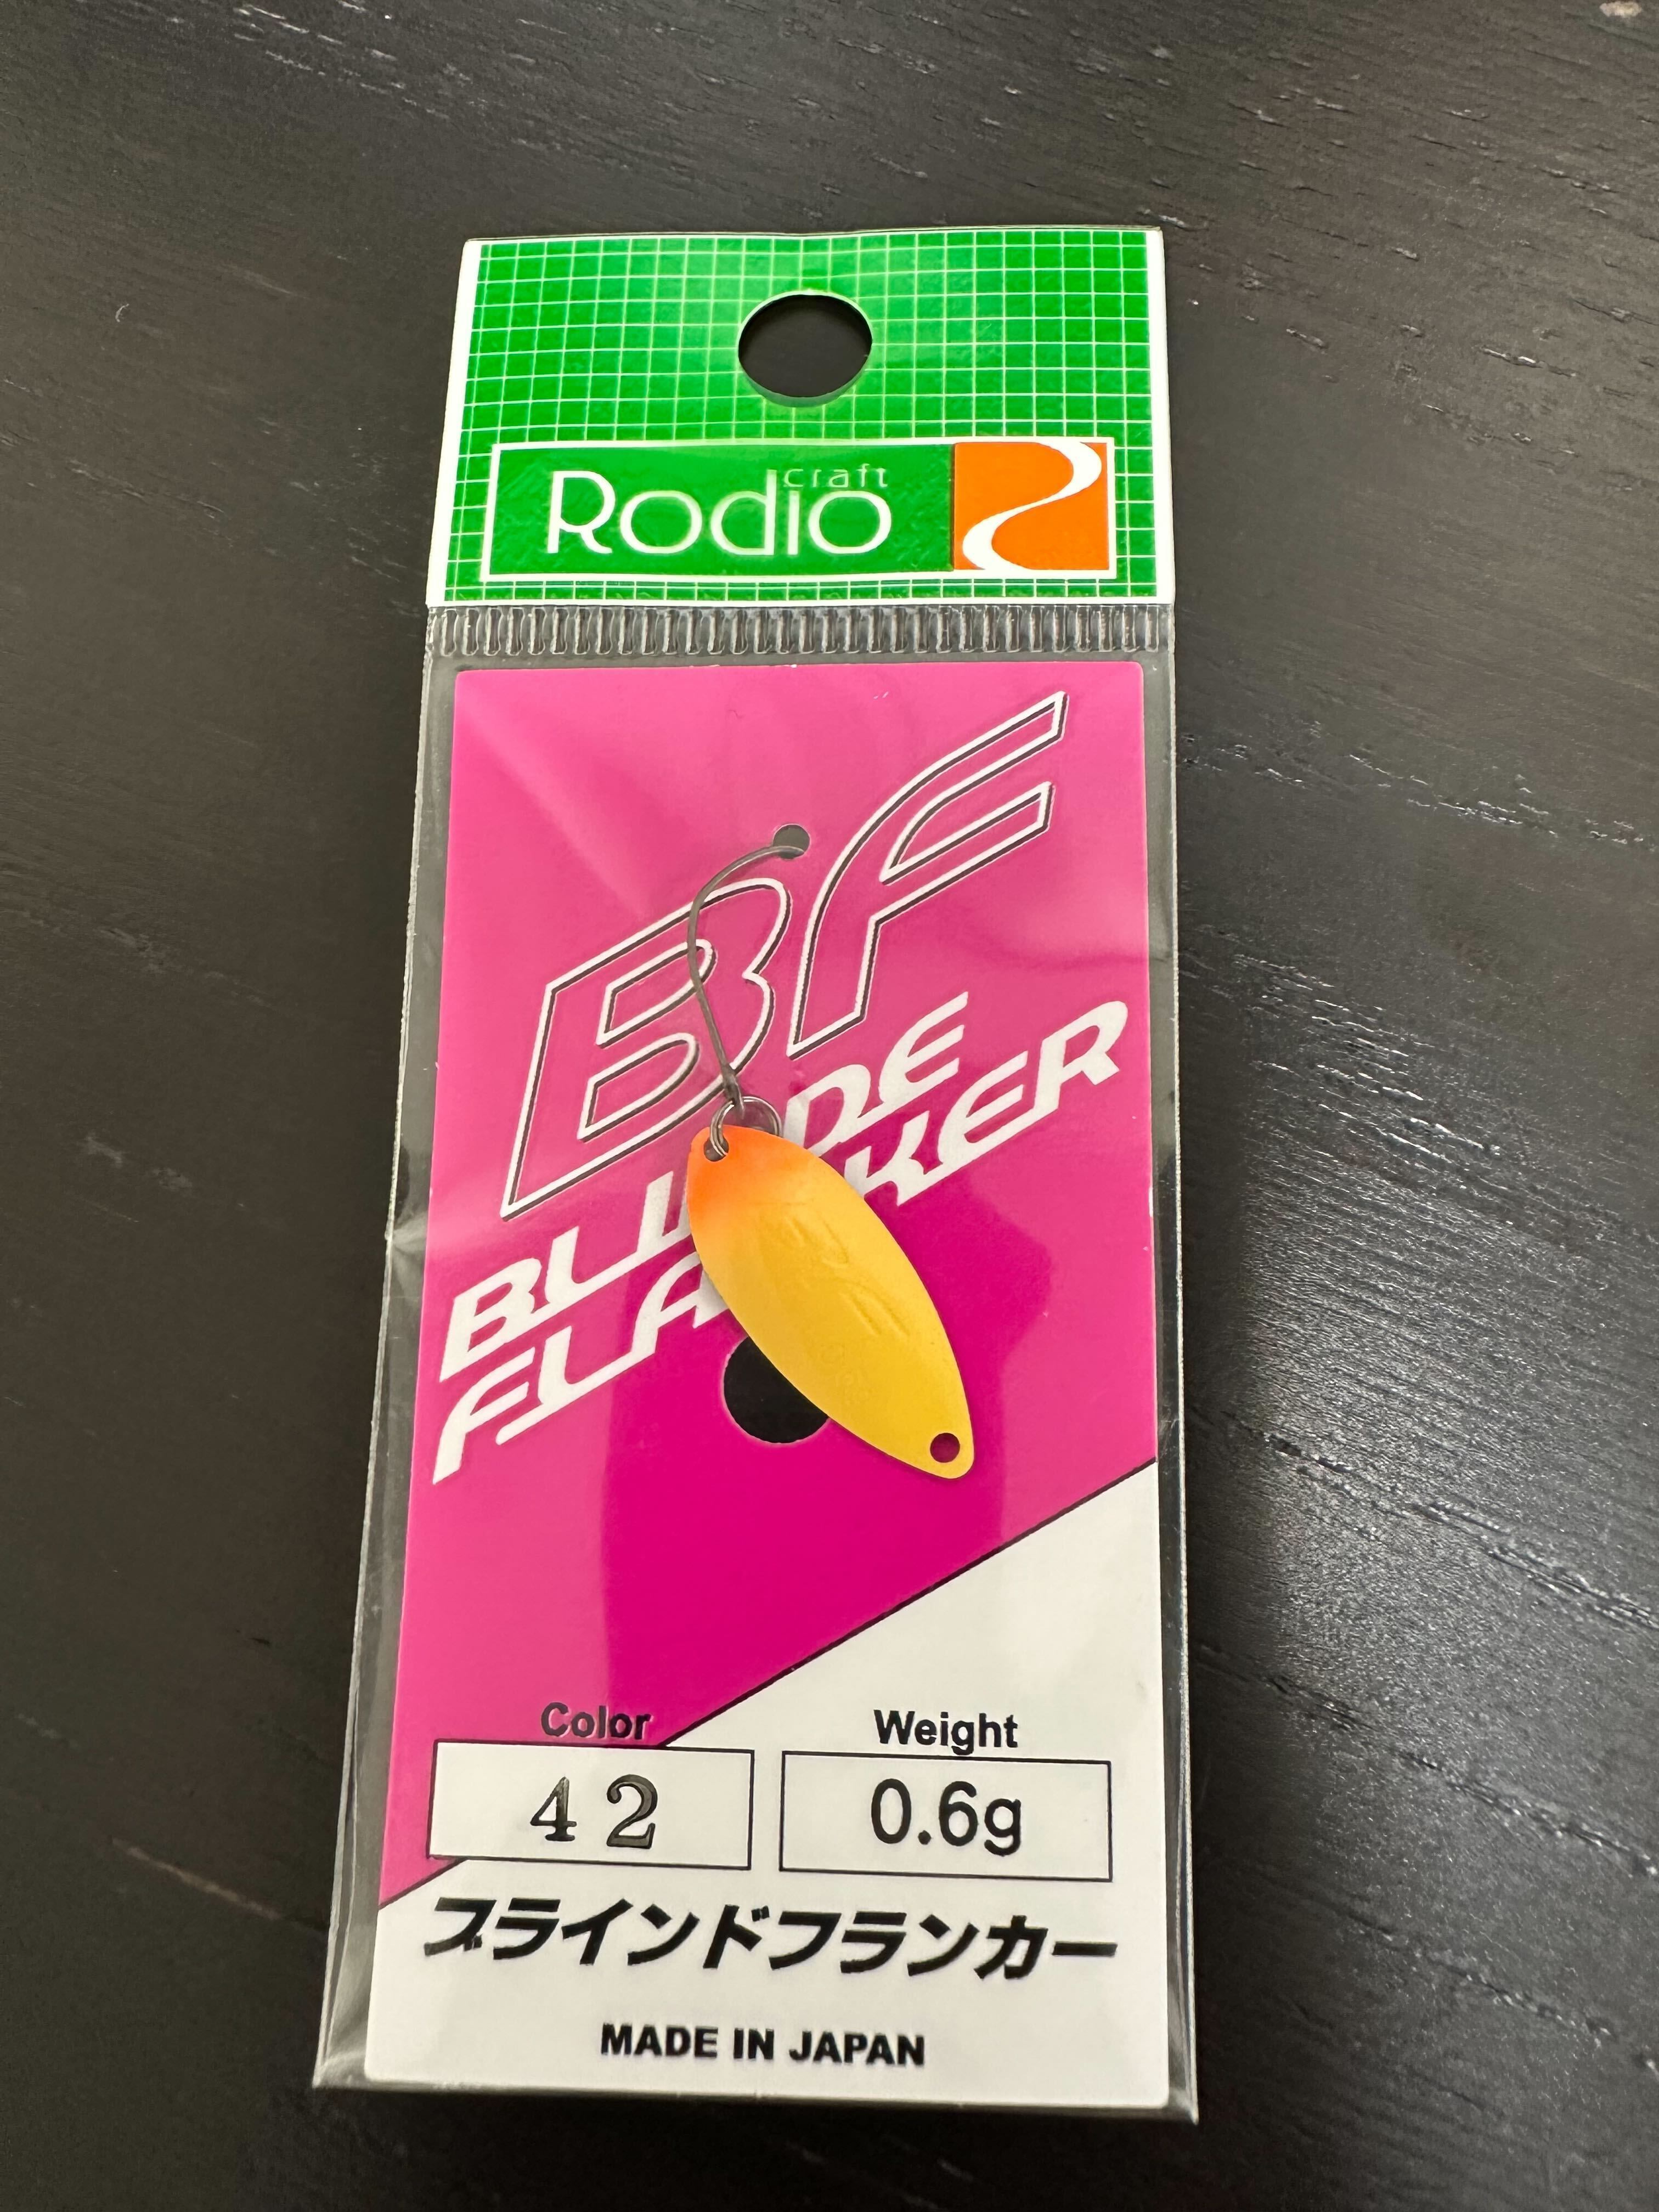 Rodio craft
BF
BLINDE
FLANKER
Color
Weight
42
0.6g
ブラインドフランカー
MADE IN JAPAN